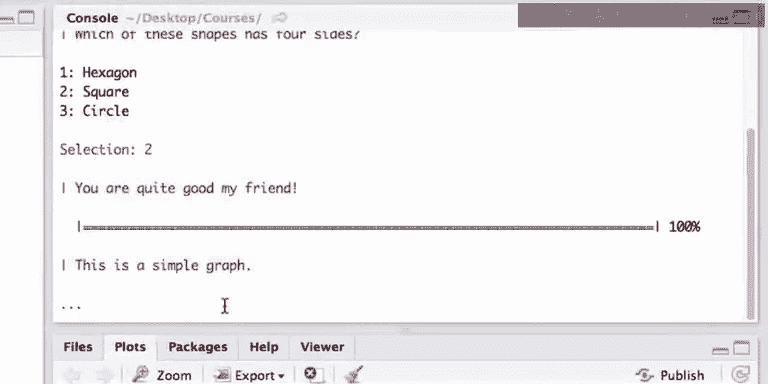 Console ~/Desktop/Courses/
| Which of these shapes has four sides?
1: Hexagon
2: Square
3: Circle
Selection: 2
| You are quite good my friend!
|======================================================================| 100%
| This is a simple graph.
...
Files Plots Packages Help Viewer
Zoom Export Publish